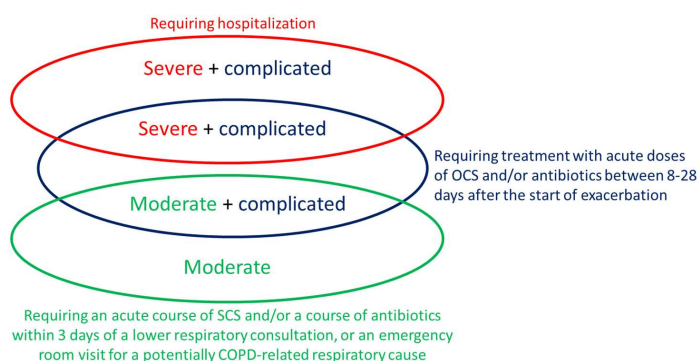 Requiring hospitalization
Severe + complicated
Severe + complicated
Requiring treatment with acute doses
of OCS and/or antibiotics between 8-28
days after the start of exacerbation
Moderate + complicated
Moderate
Requiring an acute course of SCS and/or a course of antibiotics
within 3 days of a lower respiratory consultation, or an emergency
room visit for a potentially COPD-related respiratory cause